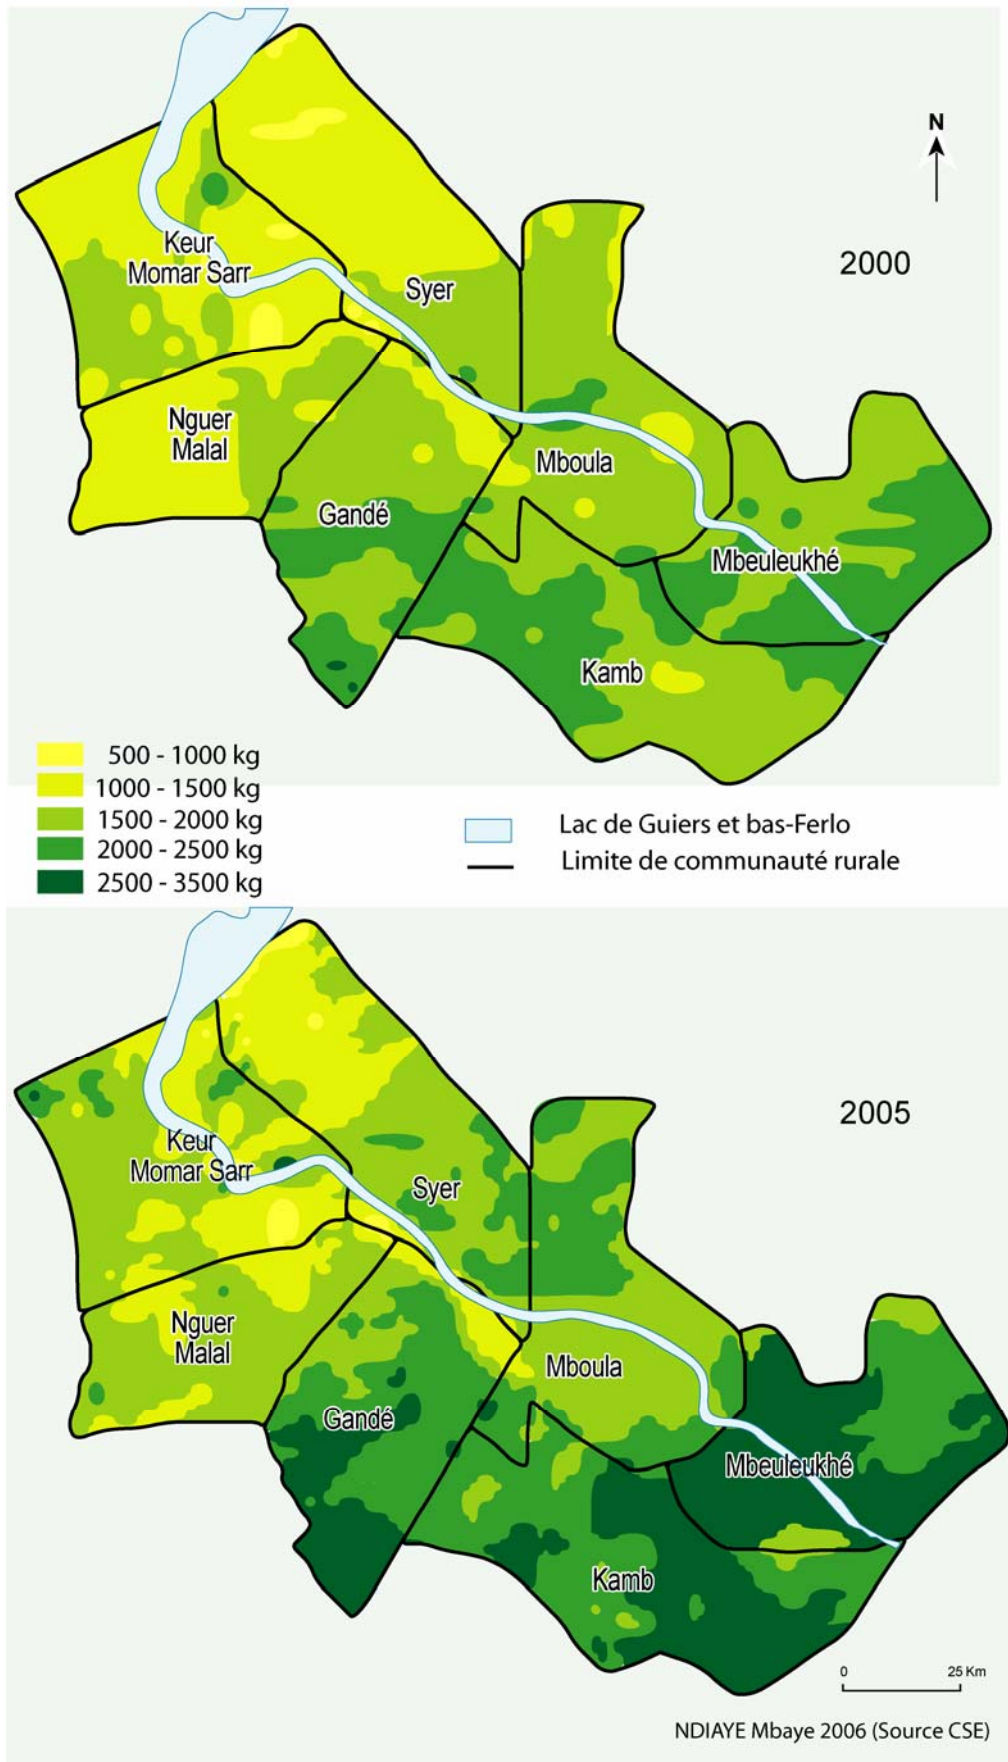 N
2000
Keur
Momar Sarr
Syer
Nguer
Malal
Mboula
Gandé
Mbeuleukhé
Kamb
500 - 1000 kg
1000 - 1500 kg
1500 - 2000 kg
2000 - 2500 kg
2500 - 3500 kg
Lac de Guiers et bas-Ferlo
Limite de communauté rurale
2005
Keur
Momar Sarr
Syer
Nguer
Malal
Mboula
Gandé
Mbeuleukhé
Kamb
0 25 Km
NDIAYE Mbaye 2006 (Source CSE)